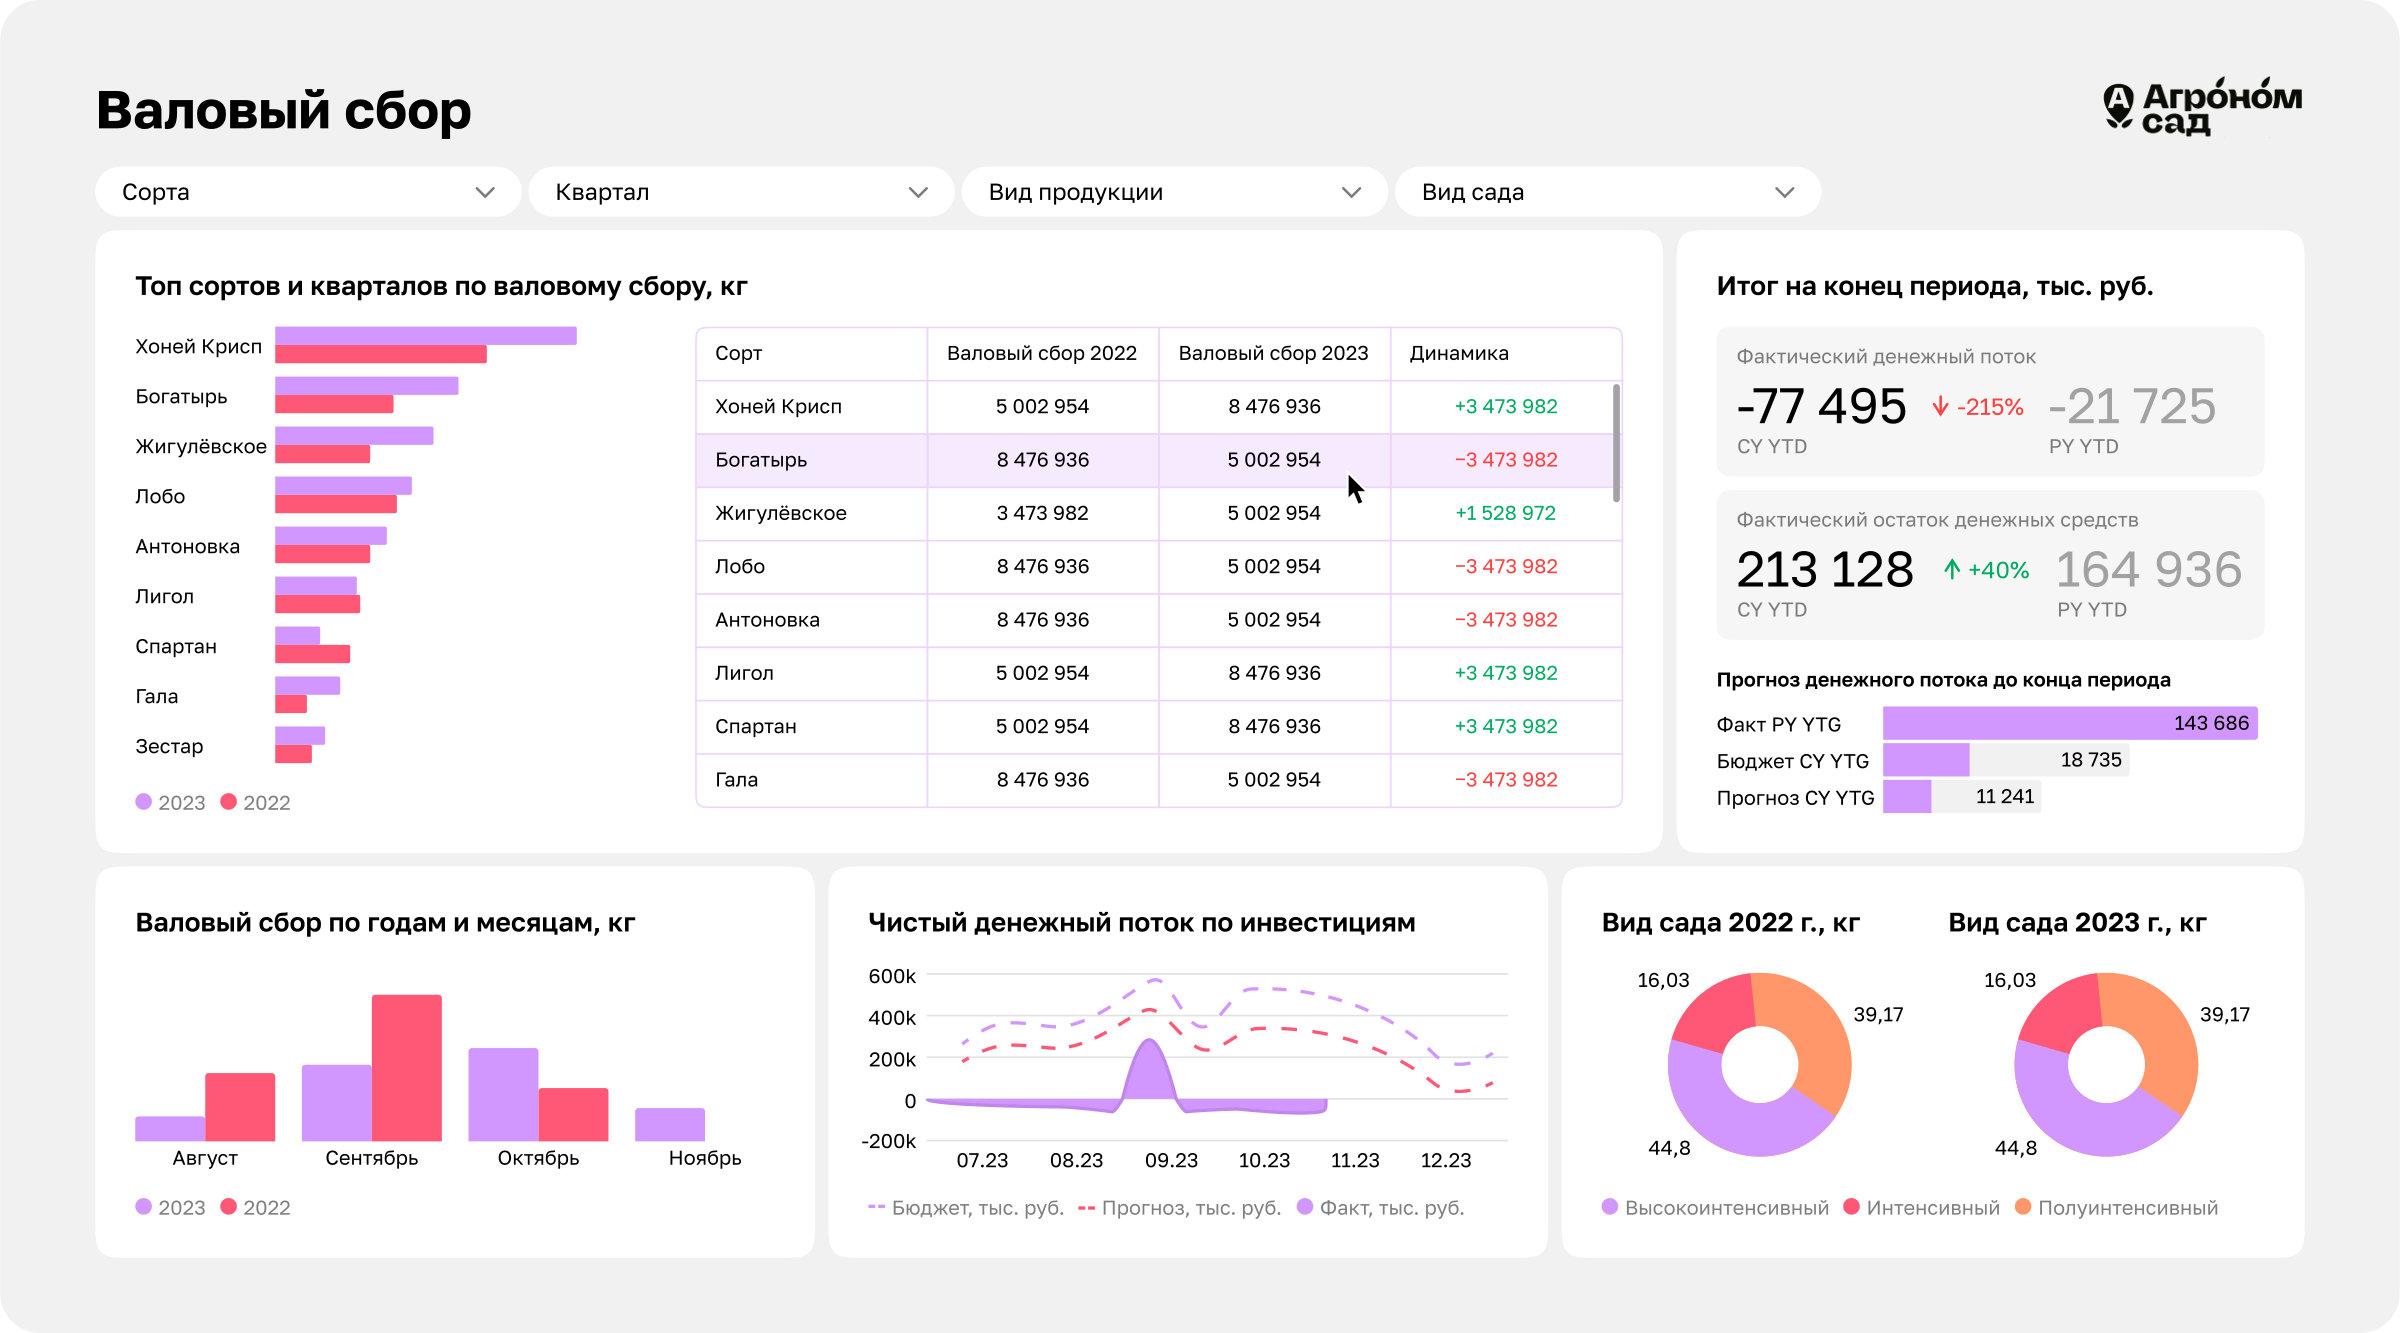 Валовый сбор
Агроном
сад
Сорта
Квартал
Вид продукции
Вид сада
Топ сортов и кварталов по валовому сбору, кг
Хоней Крисп
Богатырь
Жигулёвское
Лобо
Антоновка
Лигол
Спартан
Гала
Зестар
2023 2022
Сорт Валовый сбор 2022 Валовый сбор 2023 Динамика
Хоней Крисп 5 002 954 8 476 936 +3 473 982
Богатырь 8 476 936 5 002 954 −3 473 982
Жигулёвское 3 473 982 5 002 954 +1 528 972
Лобо 8 476 936 5 002 954 −3 473 982
Антоновка 8 476 936 5 002 954 −3 473 982
Лигол 5 002 954 8 476 936 +3 473 982
Спартан 5 002 954 8 476 936 +3 473 982
Гала 8 476 936 5 002 954 −3 473 982
Итог на конец периода, тыс. руб.
Фактический денежный поток
-77 495 -215% -21 725
CY YTD PY YTD
Фактический остаток денежных средств
213 128 +40% 164 936
CY YTD PY YTD
Прогноз денежного потока до конца периода
Факт PY YTG 143 686
Бюджет CY YTG 18 735
Прогноз CY YTG 11 241
Валовый сбор по годам и месяцам, кг
Август Сентябрь Октябрь Ноябрь
2023 2022
Чистый денежный поток по инвестициям
600k
400k
200k
0
-200k
07.23 08.23 09.23 10.23 11.23 12.23
Бюджет, тыс. руб. Прогноз, тыс. руб. Факт, тыс. руб.
Вид сада 2022 г., кг
16,03
39,17
44,8
Вид сада 2023 г., кг
16,03
39,17
44,8
Высокоинтенсивный Интенсивный Полуинтенсивный